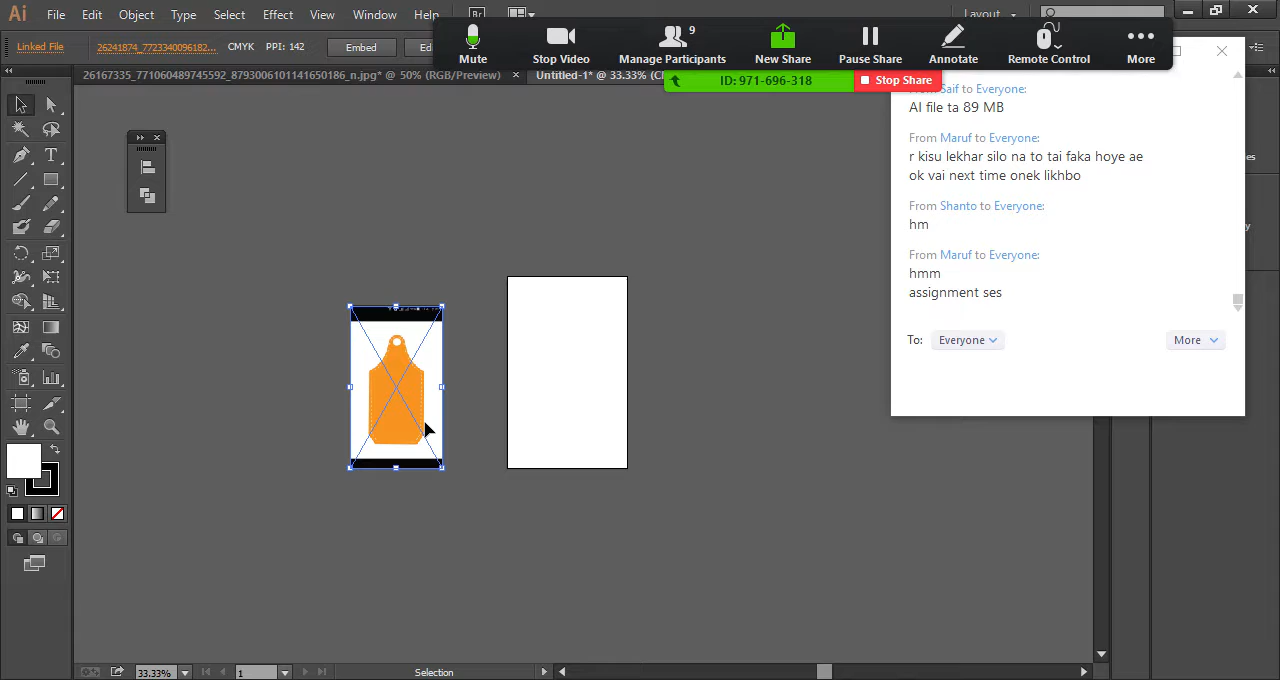 Ai File Edit Object Type Select Effect View Window Help Br Layout
Linked File 26241874_7723340096182... CMYK PPI: 142 Embed
26167335_771060489745592_8793006101141650186_n.jpg* @ 50% (RGB/Preview) × Untitled-1* @ 33.33%
Mute Stop Video Manage Participants 9 New Share Pause Share Annotate Remote Control More
ID: 971-696-318 Stop Share
From Saif to Everyone:
AI file ta 89 MB
From Maruf to Everyone:
r kisu lekhar silo na to tai faka hoye ae
ok vai next time onek likhbo
From Shanto to Everyone:
hm
From Maruf to Everyone:
hmm
assignment ses
To: Everyone More
33.33% 1 Selection